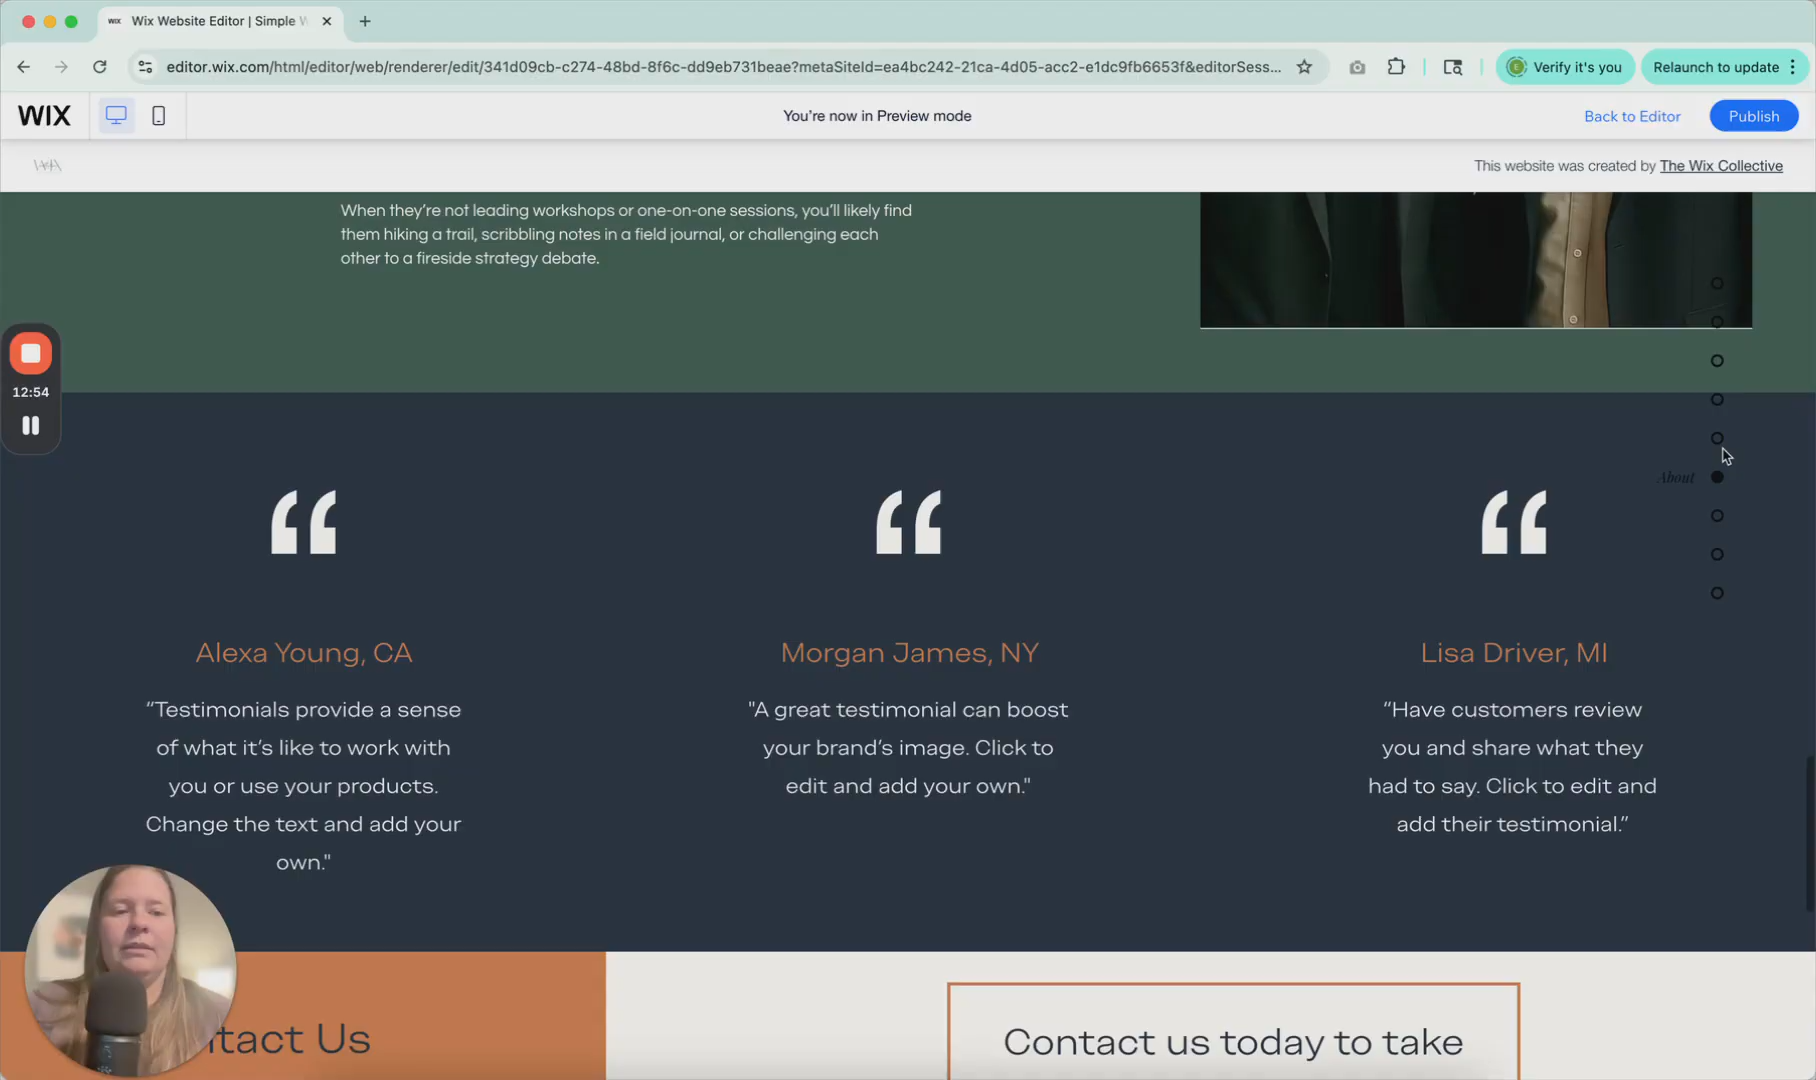 WIX Wix Website Editor | Simple W
editor.wix.com/html/editor/web/renderer/edit/341d09cb-c274-48bd-8f6c-dd9eb731beae?metaSiteId=ea4bc242-21ca-4d05-acc2-e1dc9fb6653f&editorSess...
E Verify it's you
Relaunch to update
WIX
You're now in Preview mode
Back to Editor
Publish
WIX
This website was created by The Wix Collective
When they’re not leading workshops or one-on-one sessions, you’ll likely find
them hiking a trail, scribbling notes in a field journal, or challenging each
other to a fireside strategy debate.
12:54
About
“
“
“
Alexa Young, CA
“Testimonials provide a sense
of what it’s like to work with
you or use your products.
Change the text and add your
own."
Morgan James, NY
"A great testimonial can boost
your brand’s image. Click to
edit and add your own."
Lisa Driver, MI
“Have customers review
you and share what they
had to say. Click to edit and
add their testimonial.”
ntact Us
Contact us today to take